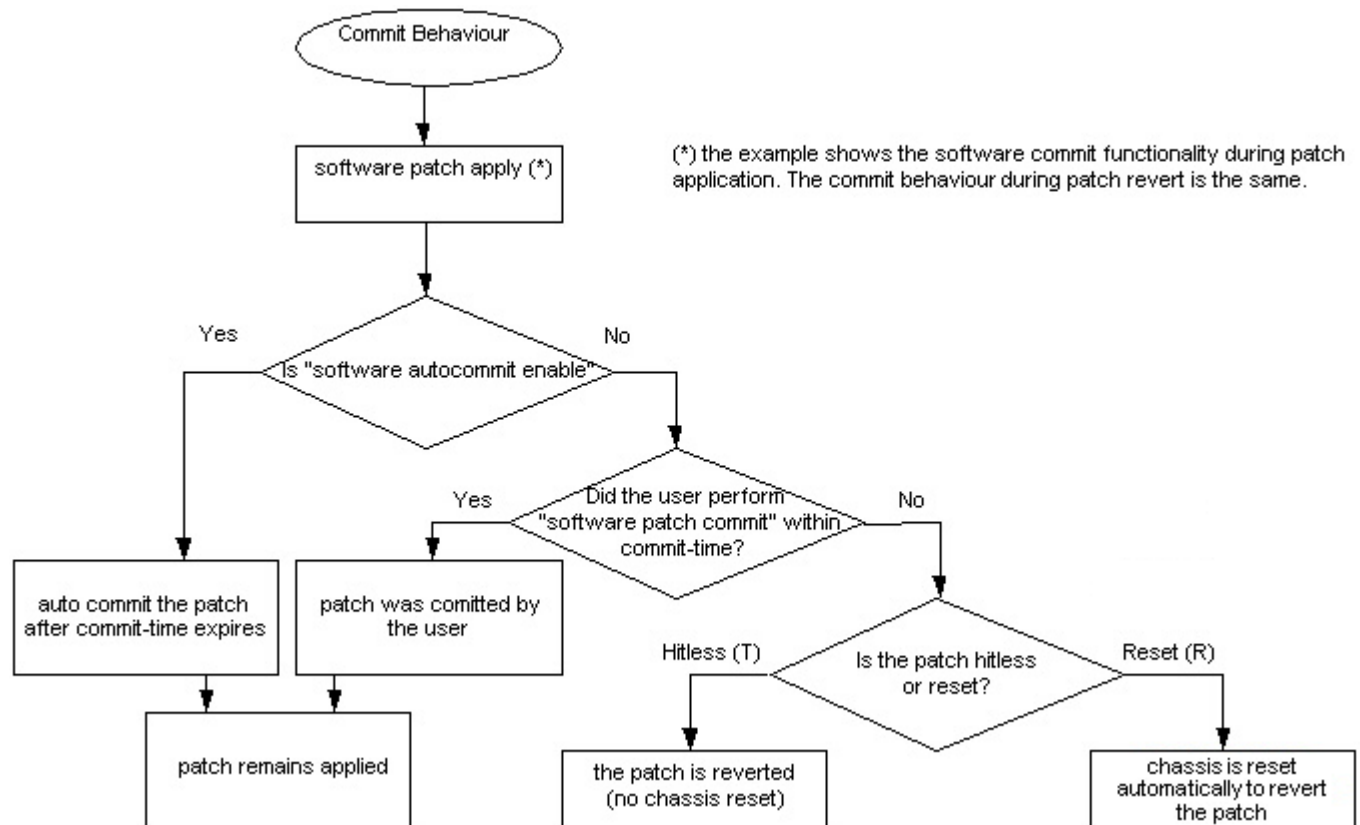 Commit Behaviour
software patch apply (*)
(*) the example shows the software commit functionality during patch
application. The commit behaviour during patch revert is the same.
Yes
No
Is "software autocommit enable"
Yes
Did the user perform
"software patch commit" within
commit-time?
No
auto commit the patch
after commit-time expires
patch was comitted by
the user
Hitless (T)
Is the patch hitless
or reset?
Reset (R)
patch remains applied
the patch is reverted
(no chassis reset)
chassis is reset
automatically to revert
the patch